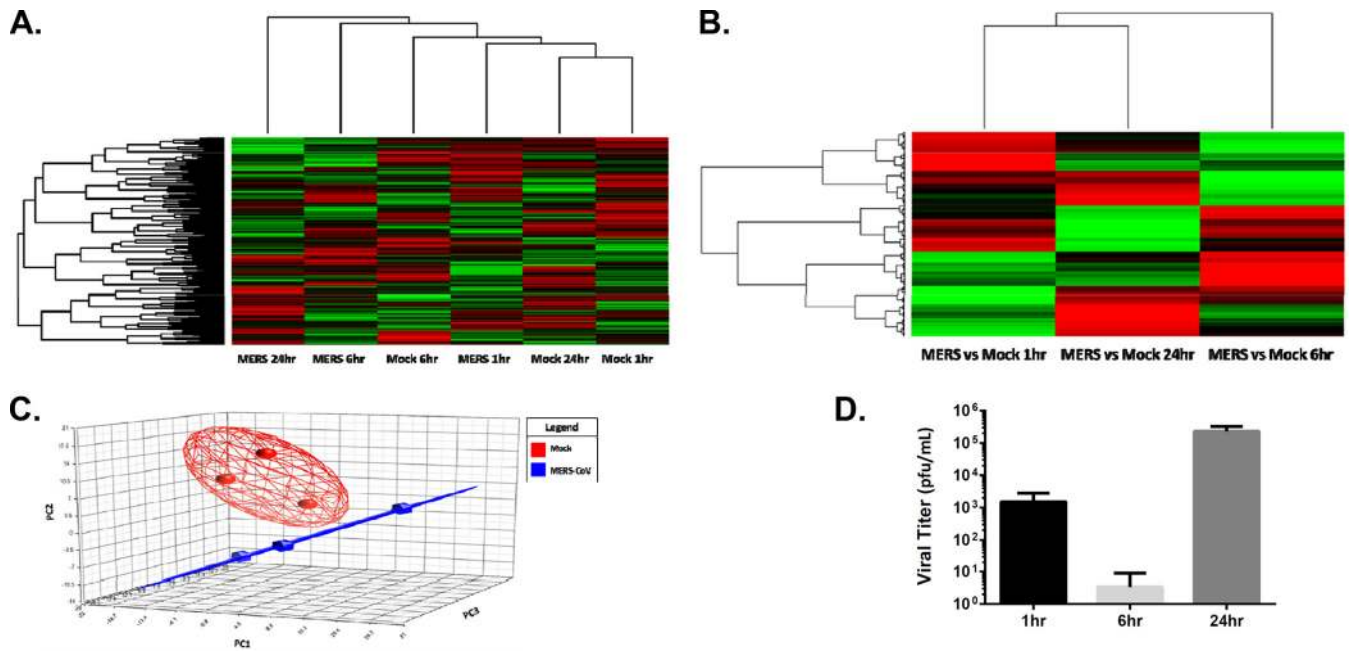 A.
MERS 24hr MERS 6hr Mock 6hr MERS 1hr Mock 24hr Mock 1hr
B.
MERS vs Mock 1hr MERS vs Mock 24hr MERS vs Mock 6hr
C.
PC2
PC1
PC3
Legend
Mock
MERS-CoV
D.
Viral Titer (pfu/mL)
10⁶
10⁵
10⁴
10³
10²
10¹
10⁰
1hr 6hr 24hr